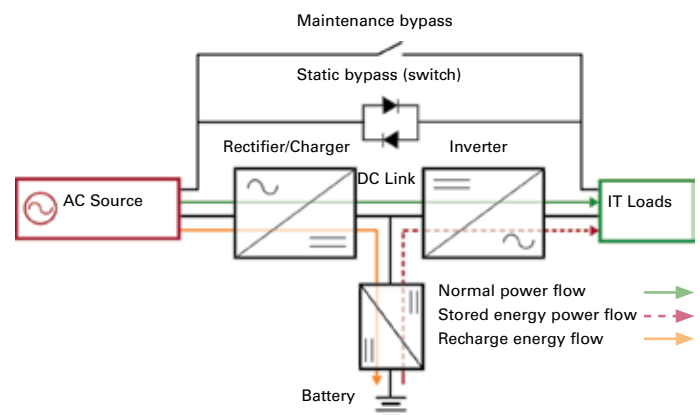 Maintenance bypass
Static bypass (switch)
Rectifier/Charger
Inverter
DC Link
AC Source
IT Loads
Normal power flow
Stored energy power flow
Recharge energy flow
Battery